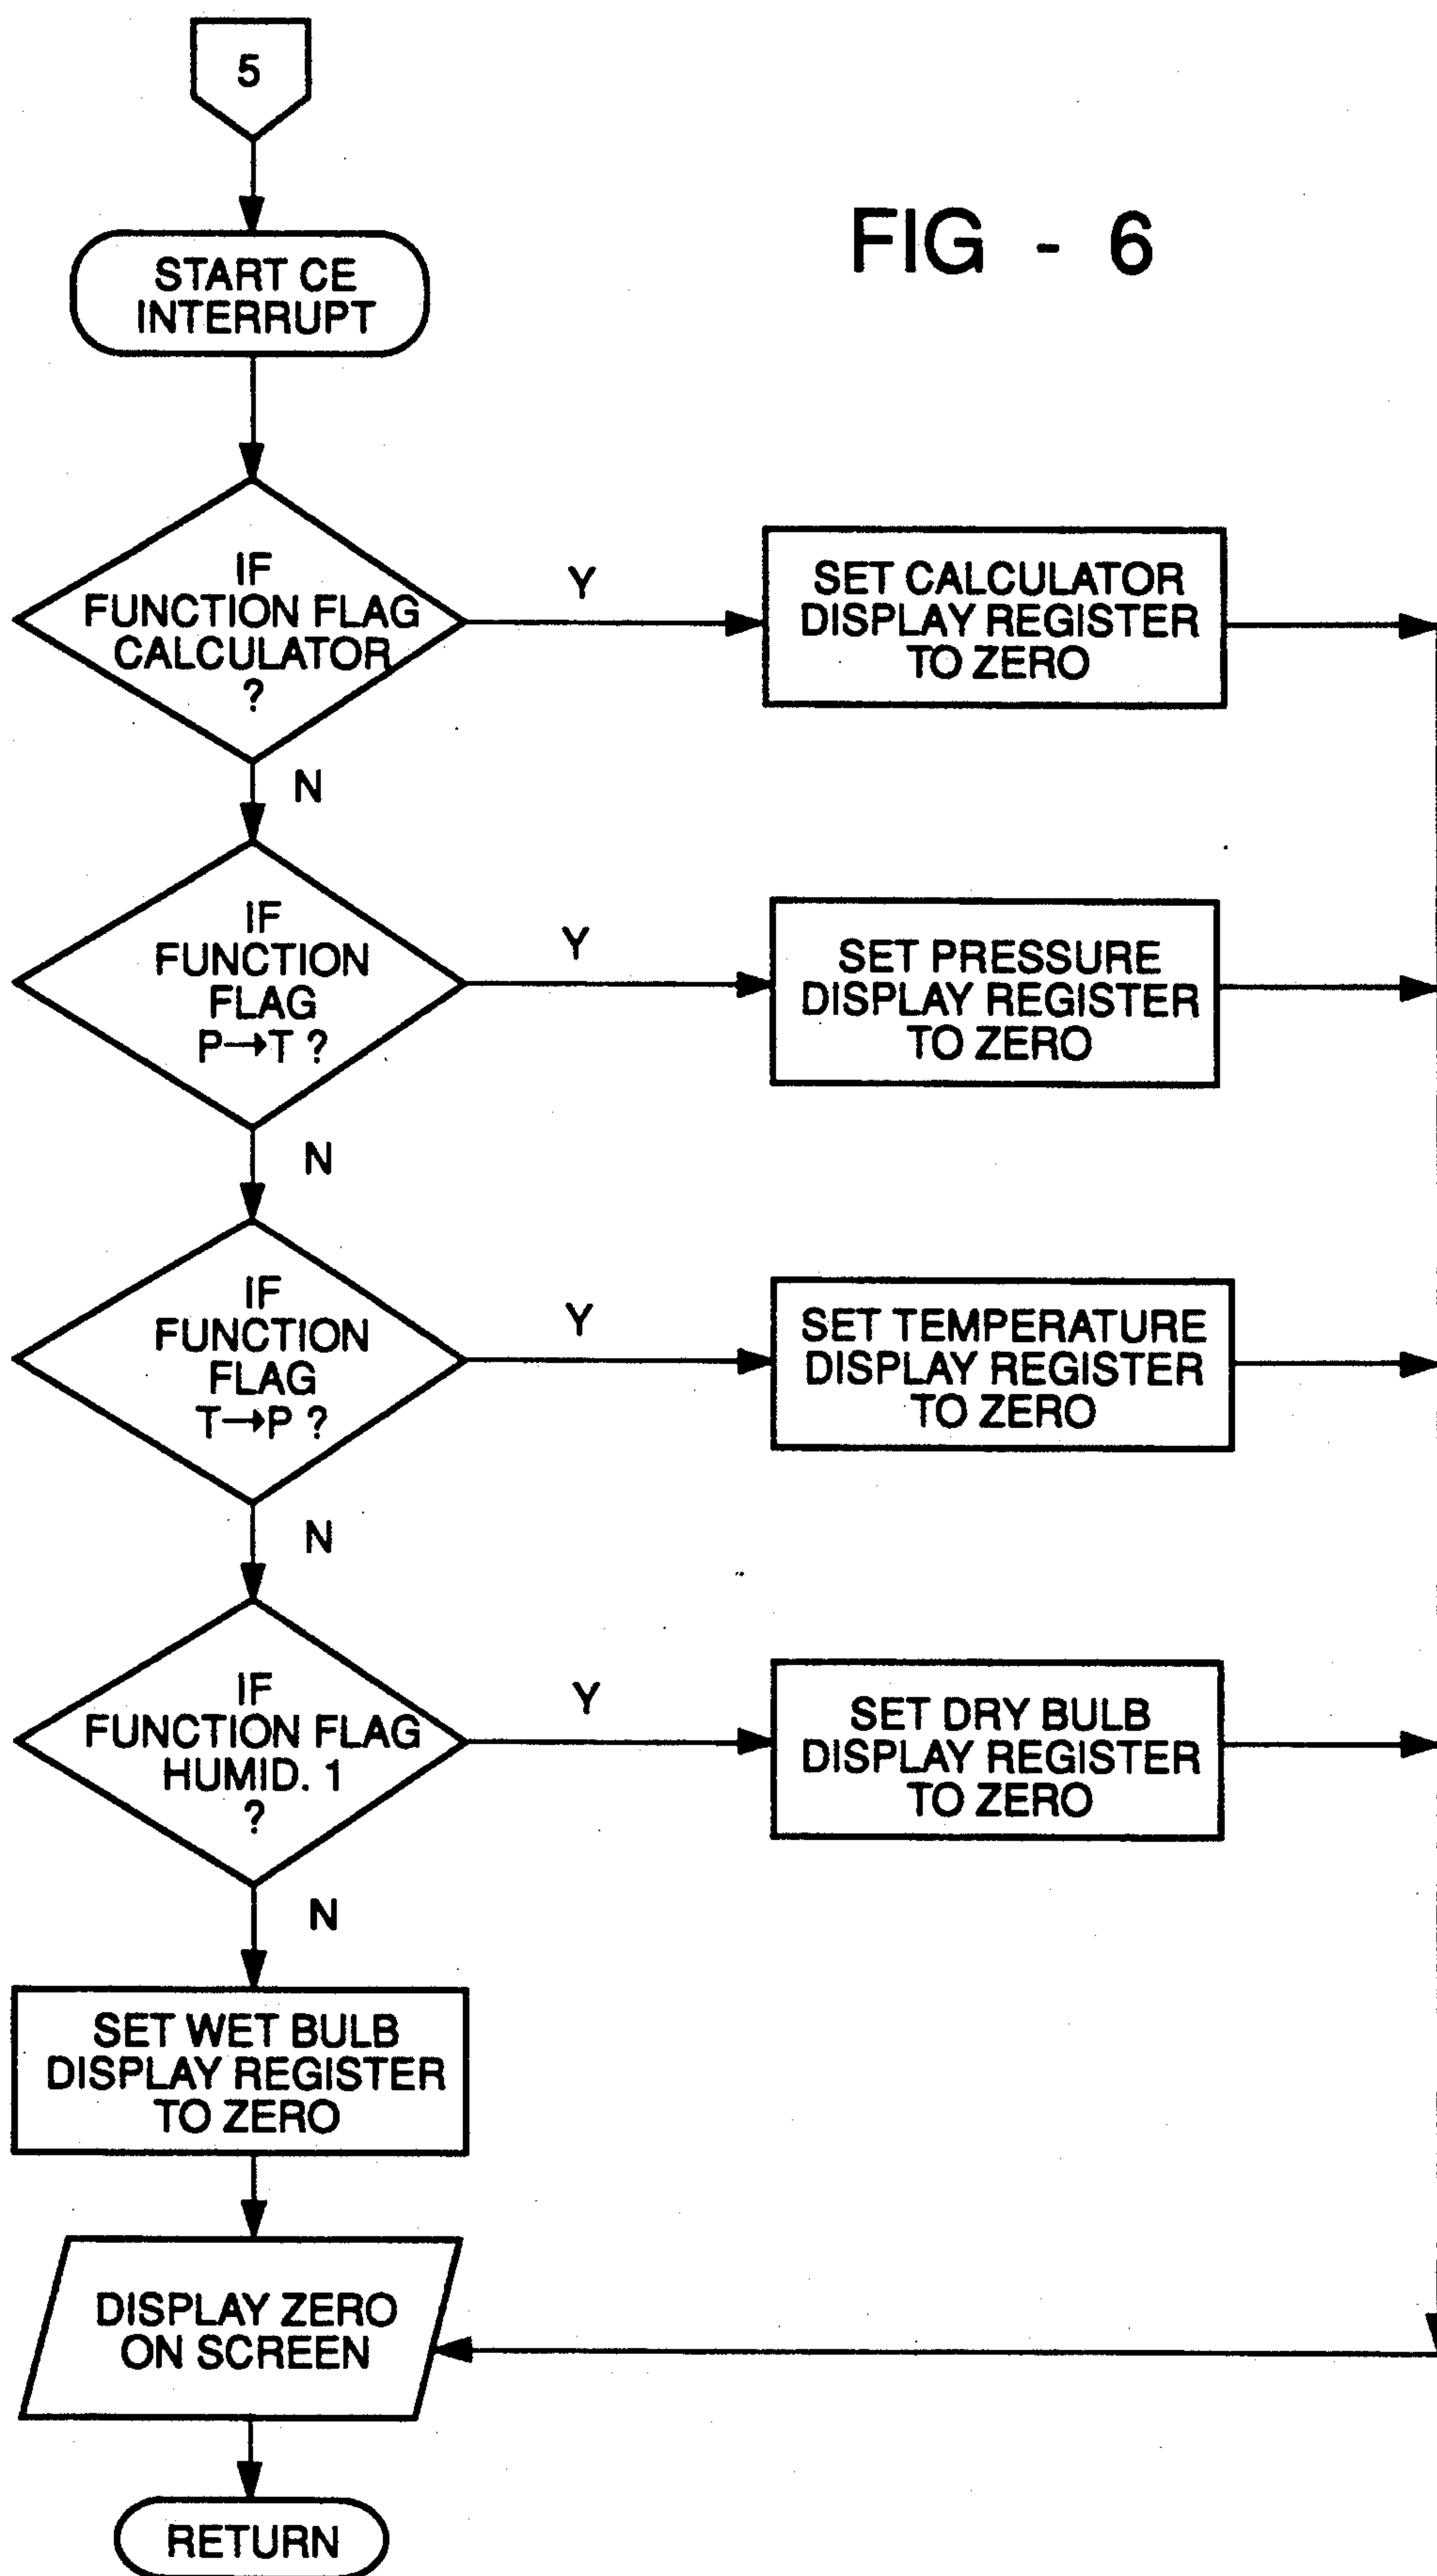 5
FIG - 6
START CE
INTERRUPT
IF
FUNCTION FLAG
CALCULATOR
?
Y
SET CALCULATOR
DISPLAY REGISTER
TO ZERO
N
IF
FUNCTION
FLAG
P→T ?
Y
SET PRESSURE
DISPLAY REGISTER
TO ZERO
N
IF
FUNCTION
FLAG
T→P ?
Y
SET TEMPERATURE
DISPLAY REGISTER
TO ZERO
N
IF
FUNCTION FLAG
HUMID. 1
?
Y
SET DRY BULB
DISPLAY REGISTER
TO ZERO
N
SET WET BULB
DISPLAY REGISTER
TO ZERO
DISPLAY ZERO
ON SCREEN
RETURN